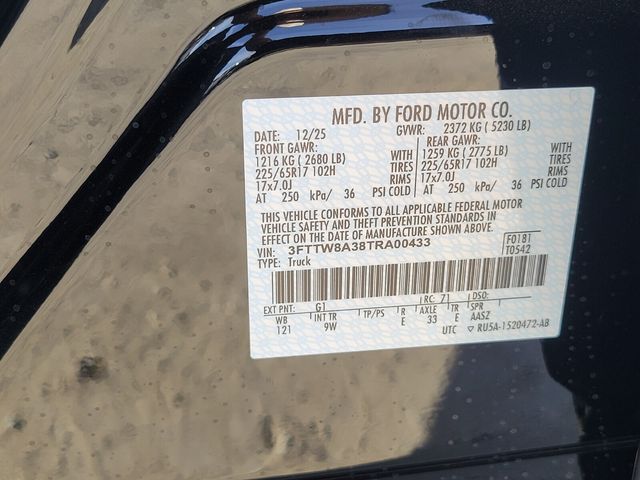 MFD. BY FORD MOTOR CO.
DATE: 12/25 GVWR: 2372 KG ( 5230 LB)
FRONT GAWR: REAR GAWR:
1216 KG ( 2680 LB) WITH 1259 KG ( 2775 LB) WITH
225/65R17 102H TIRES 225/65R17 102H TIRES
17x7.0J RIMS 17x7.0J RIMS
AT 250 kPa/ 36 PSI COLD AT 250 kPa/ 36 PSI COLD
THIS VEHICLE CONFORMS TO ALL APPLICABLE FEDERAL MOTOR
VEHICLE SAFETY AND THEFT PREVENTION STANDARDS IN
EFFECT ON THE DATE OF MANUFACTURE SHOWN ABOVE.
VIN: 3FTTW8A38TRA00433 F0181
TYPE: Truck T0542
EXT PNT: G1 RC: 71 DSO:
WB INT TR TP/PS R AXLE TR SPR
121 9W E 33 E AASZ
UTC ▽ RU5A-1520472-AB